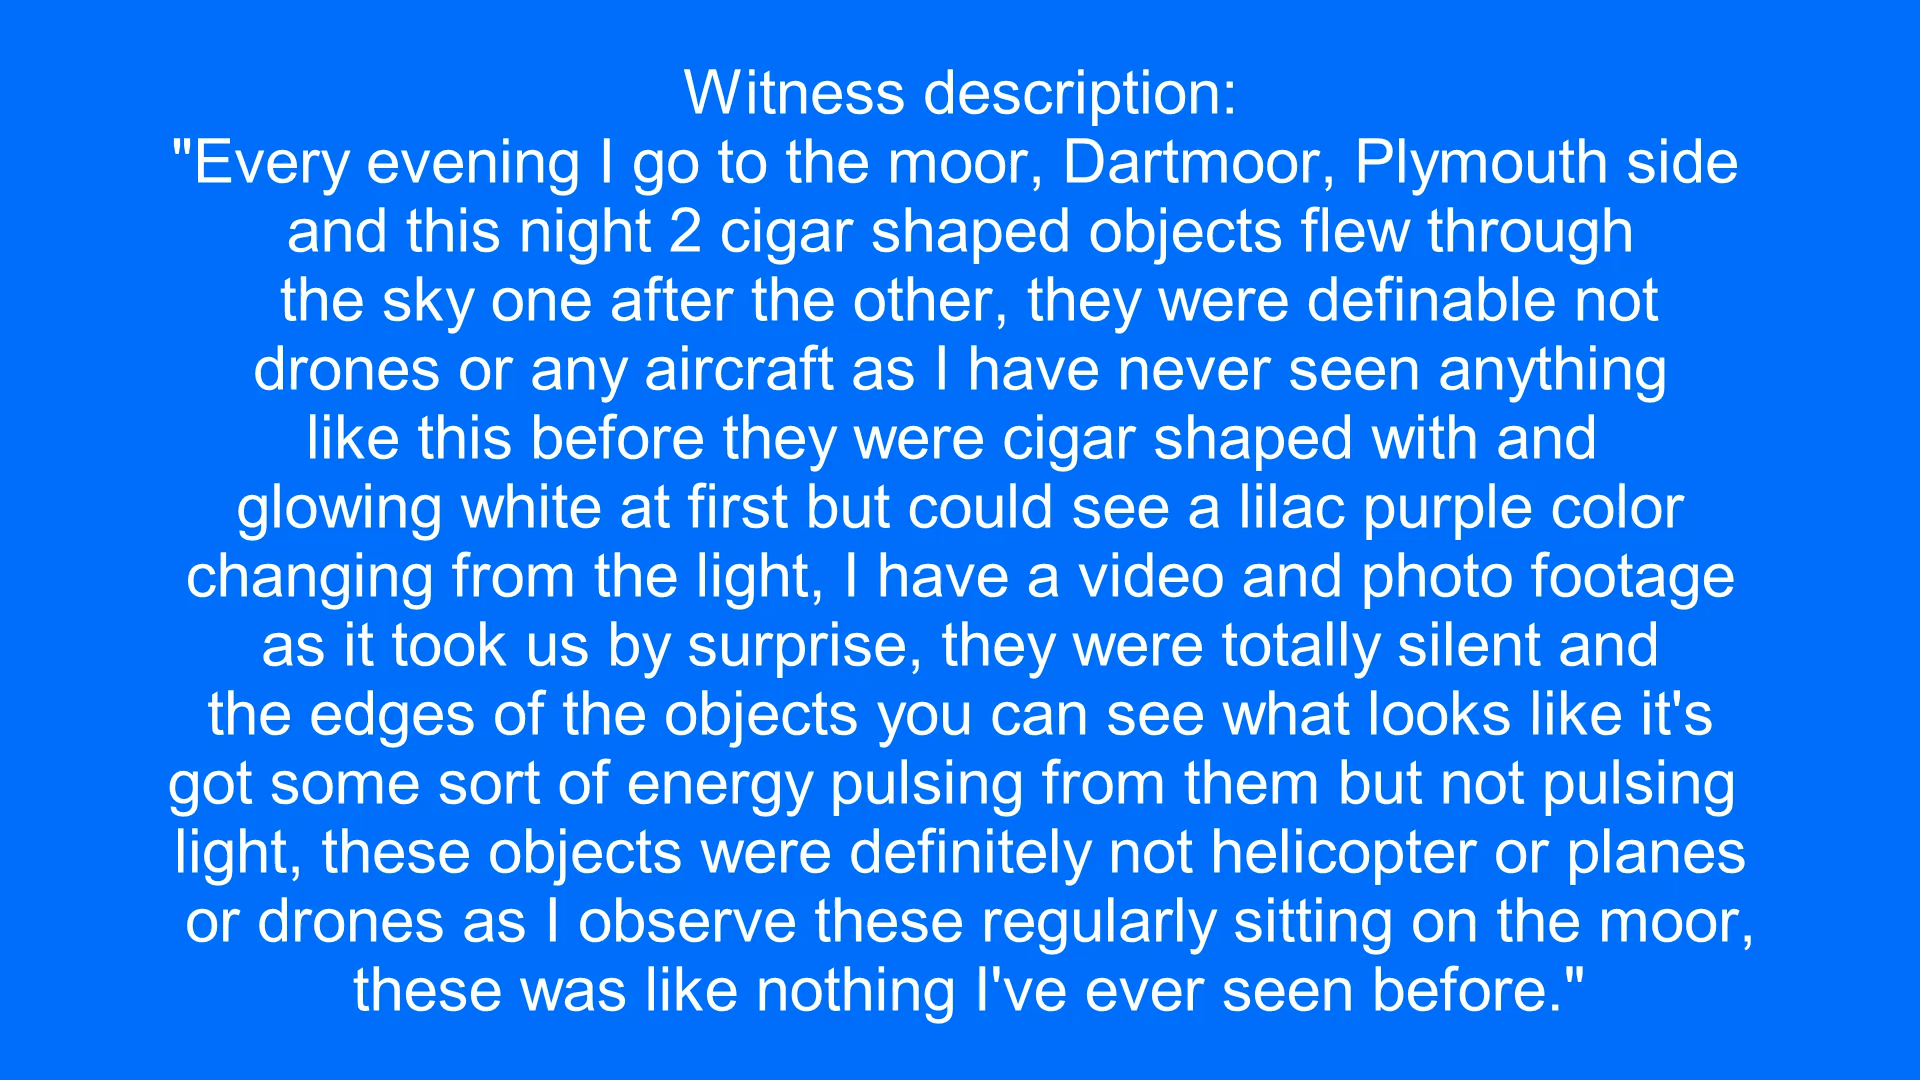 Witness description:
"Every evening I go to the moor, Dartmoor, Plymouth side
and this night 2 cigar shaped objects flew through
the sky one after the other, they were definable not
drones or any aircraft as I have never seen anything
like this before they were cigar shaped with and
glowing white at first but could see a lilac purple color
changing from the light, I have a video and photo footage
as it took us by surprise, they were totally silent and
the edges of the objects you can see what looks like it's
got some sort of energy pulsing from them but not pulsing
light, these objects were definitely not helicopter or planes
or drones as I observe these regularly sitting on the moor,
these was like nothing I've ever seen before."